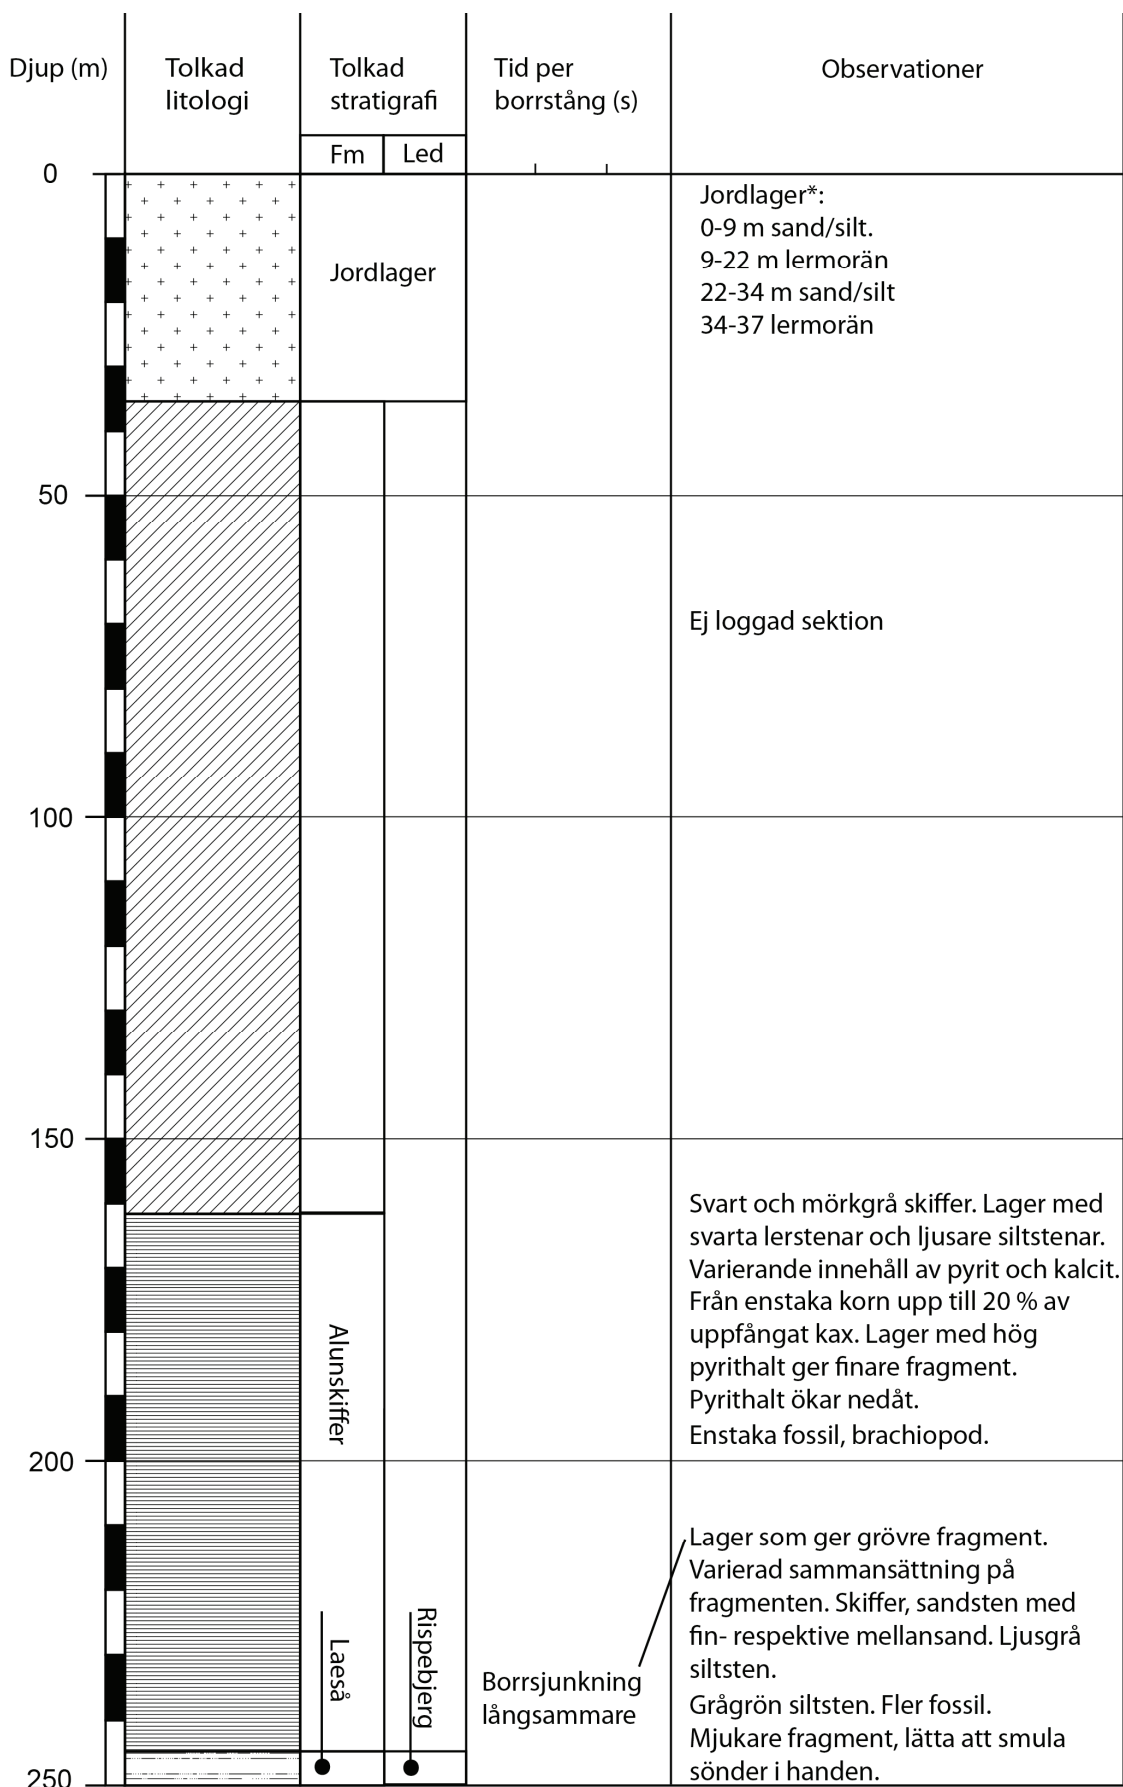 Djup (m)
Tolkad
litologi
Tolkad
stratigrafi
Fm
Led
Tid per
borrstång (s)
Observationer
0
Jordlager
Jordlager*:
0-9 m sand/silt.
9-22 m lermorän
22-34 m sand/silt
34-37 lermorän
50
Ej loggad sektion
100
150
Svart och mörkgrå skiffer. Lager med
svarta lerstenar och ljusare siltstenar.
Varierande innehåll av pyrit och kalcit.
Från enstaka korn upp till 20 % av
uppfångat kax. Lager med hög
pyrithalt ger finare fragment.
Pyrithalt ökar nedåt.
Enstaka fossil, brachiopod.
Alunskiffer
200
Lager som ger grövre fragment.
Varierad sammansättning på
fragmenten. Skiffer, sandsten med
fin- respektive mellansand. Ljusgrå
siltsten.
Grågrön siltsten. Fler fossil.
Mjukare fragment, lätta att smula
sönder i handen.
Laeså
Rispebjerg
Borrsjunkning
långsammare
250